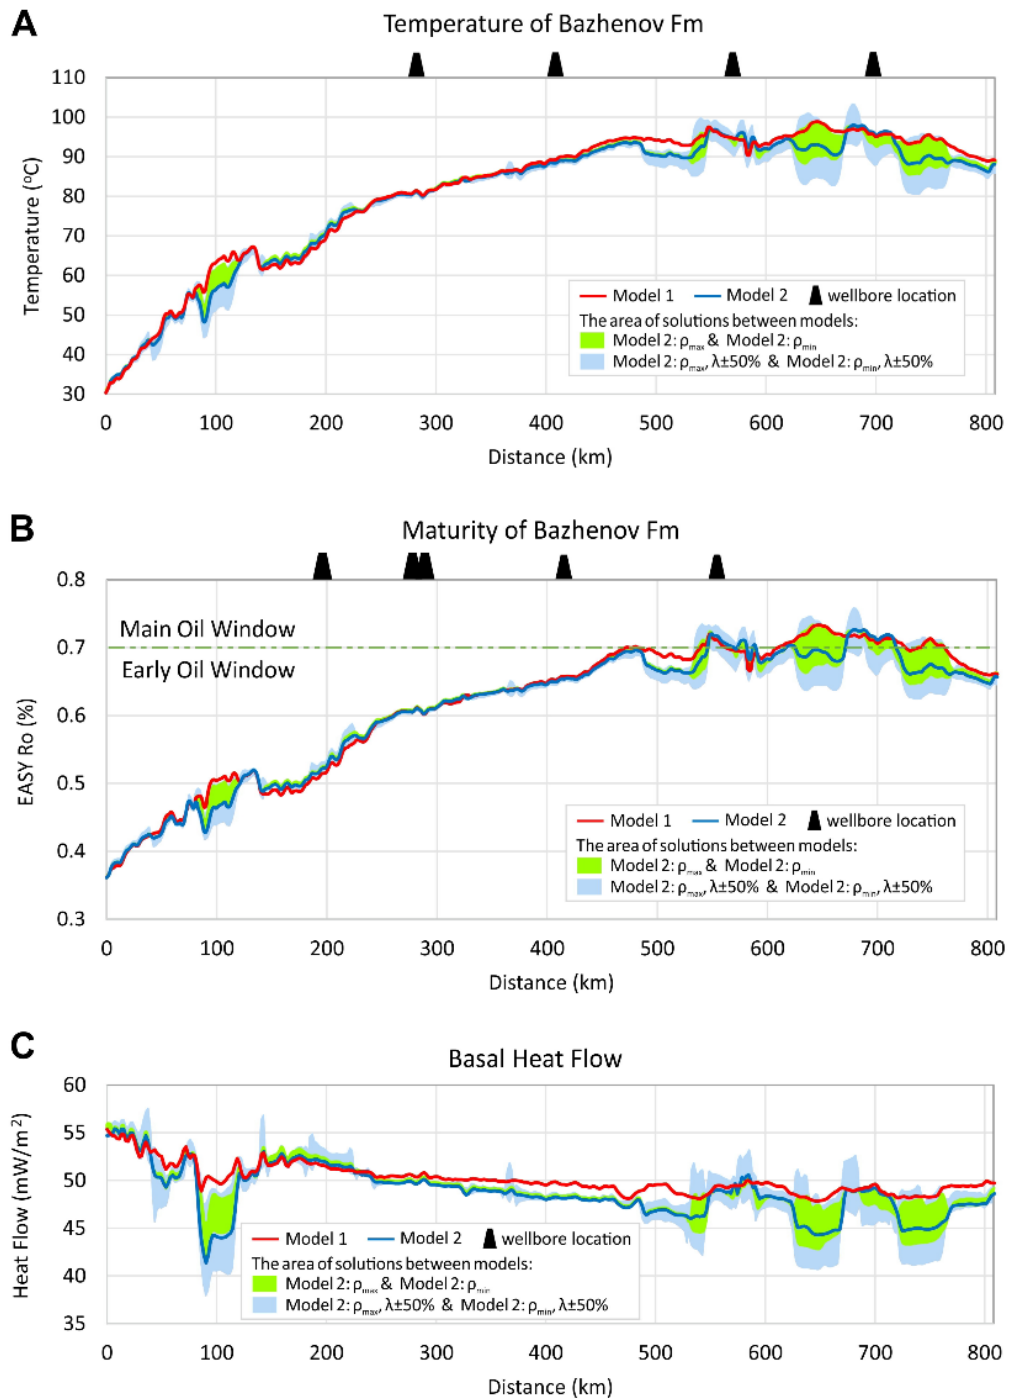 A
Temperature of Bazhenov Fm
110
100
90
80
70
60
50
40
30
Temperature (°C)
Model 1 Model 2 wellbore location
The area of solutions between models:
Model 2: ρmax & Model 2: ρmin
Model 2: ρmax, λ±50% & Model 2: ρmin, λ±50%
0 100 200 300 400 500 600 700 800
Distance (km)
B
Maturity of Bazhenov Fm
0.8
0.7
0.6
0.5
0.4
0.3
EASY Ro (%)
Main Oil Window
Early Oil Window
Model 1 Model 2 wellbore location
The area of solutions between models:
Model 2: ρmax & Model 2: ρmin
Model 2: ρmax, λ±50% & Model 2: ρmin, λ±50%
0 100 200 300 400 500 600 700 800
Distance (km)
C
Basal Heat Flow
60
55
50
45
40
35
Heat Flow (mW/m²)
Model 1 Model 2 wellbore location
The area of solutions between models:
Model 2: ρmax & Model 2: ρmin
Model 2: ρmax, λ±50% & Model 2: ρmin, λ±50%
0 100 200 300 400 500 600 700 800
Distance (km)